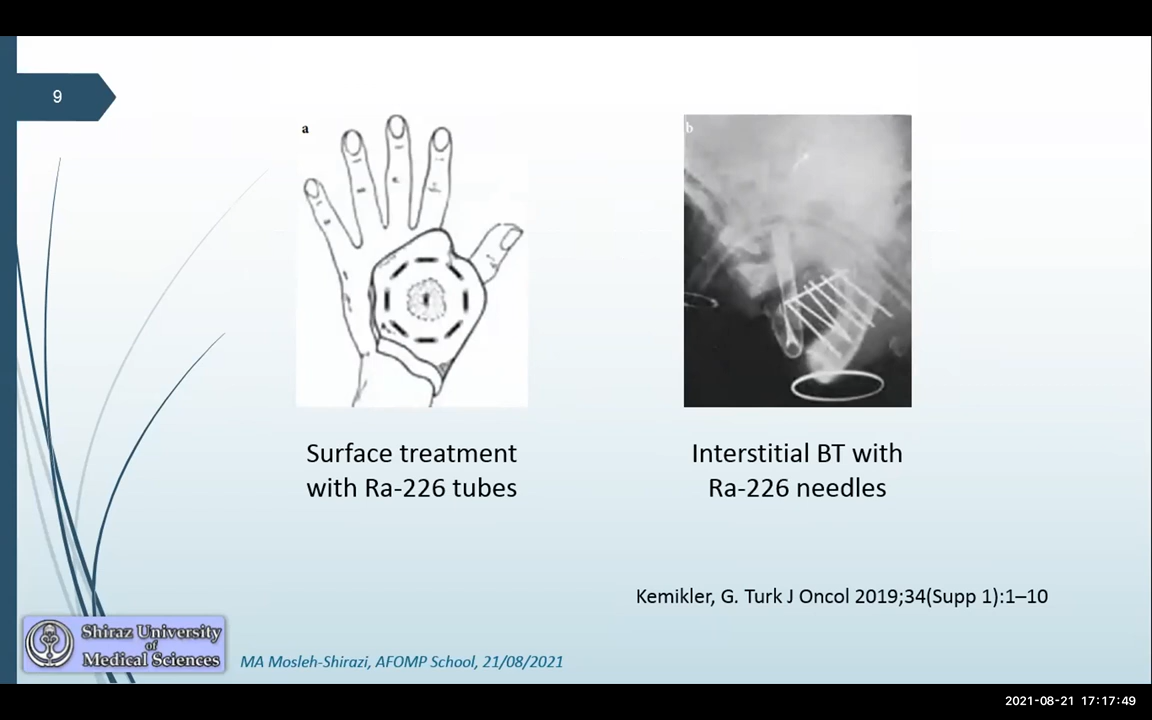 9
a
b
Surface treatment
with Ra-226 tubes
Interstitial BT with
Ra-226 needles
Kemikler, G. Turk J Oncol 2019;34(Supp 1):1–10
Shiraz University
of
Medical Sciences
MA Mosleh-Shirazi, AFOMP School, 21/08/2021
2021-08-21 17:17:49